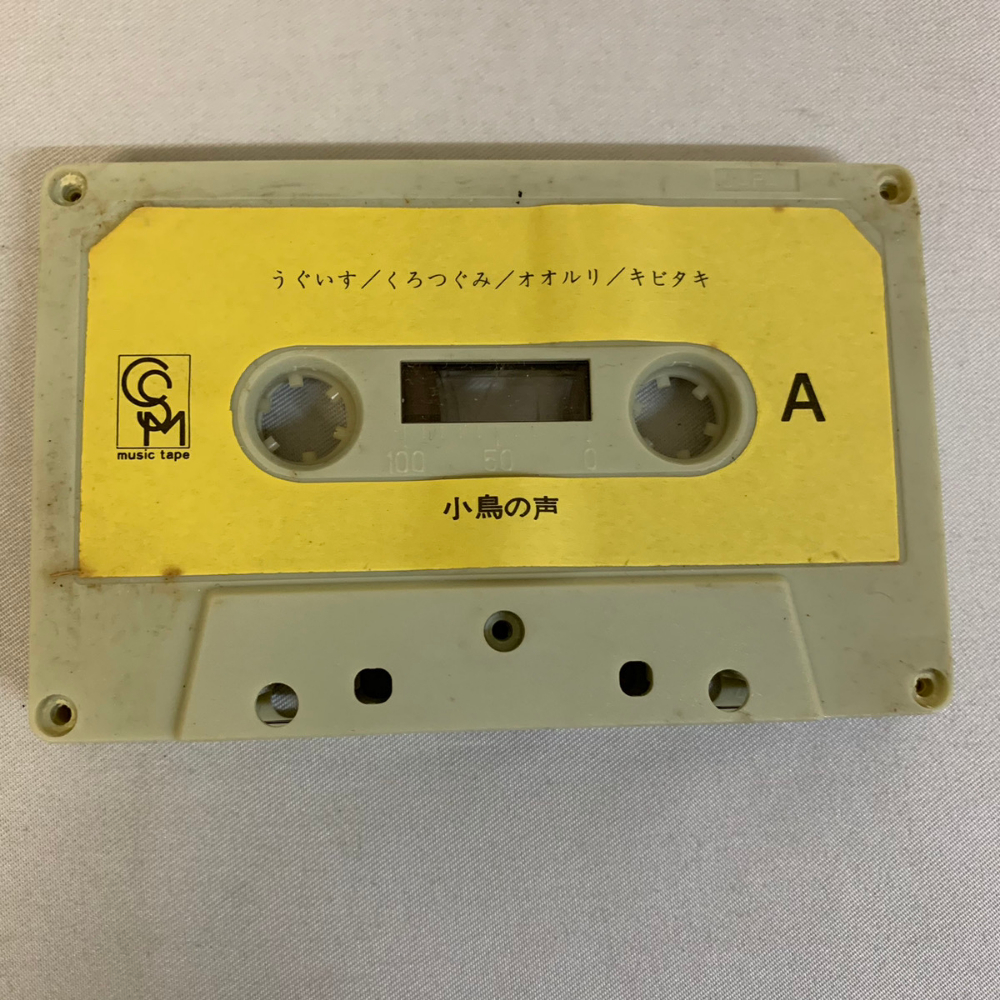 うぐいす／くろつぐみ／オオルリ／キビタキ
CSM
music tape
A
100 50 0
小鳥の声